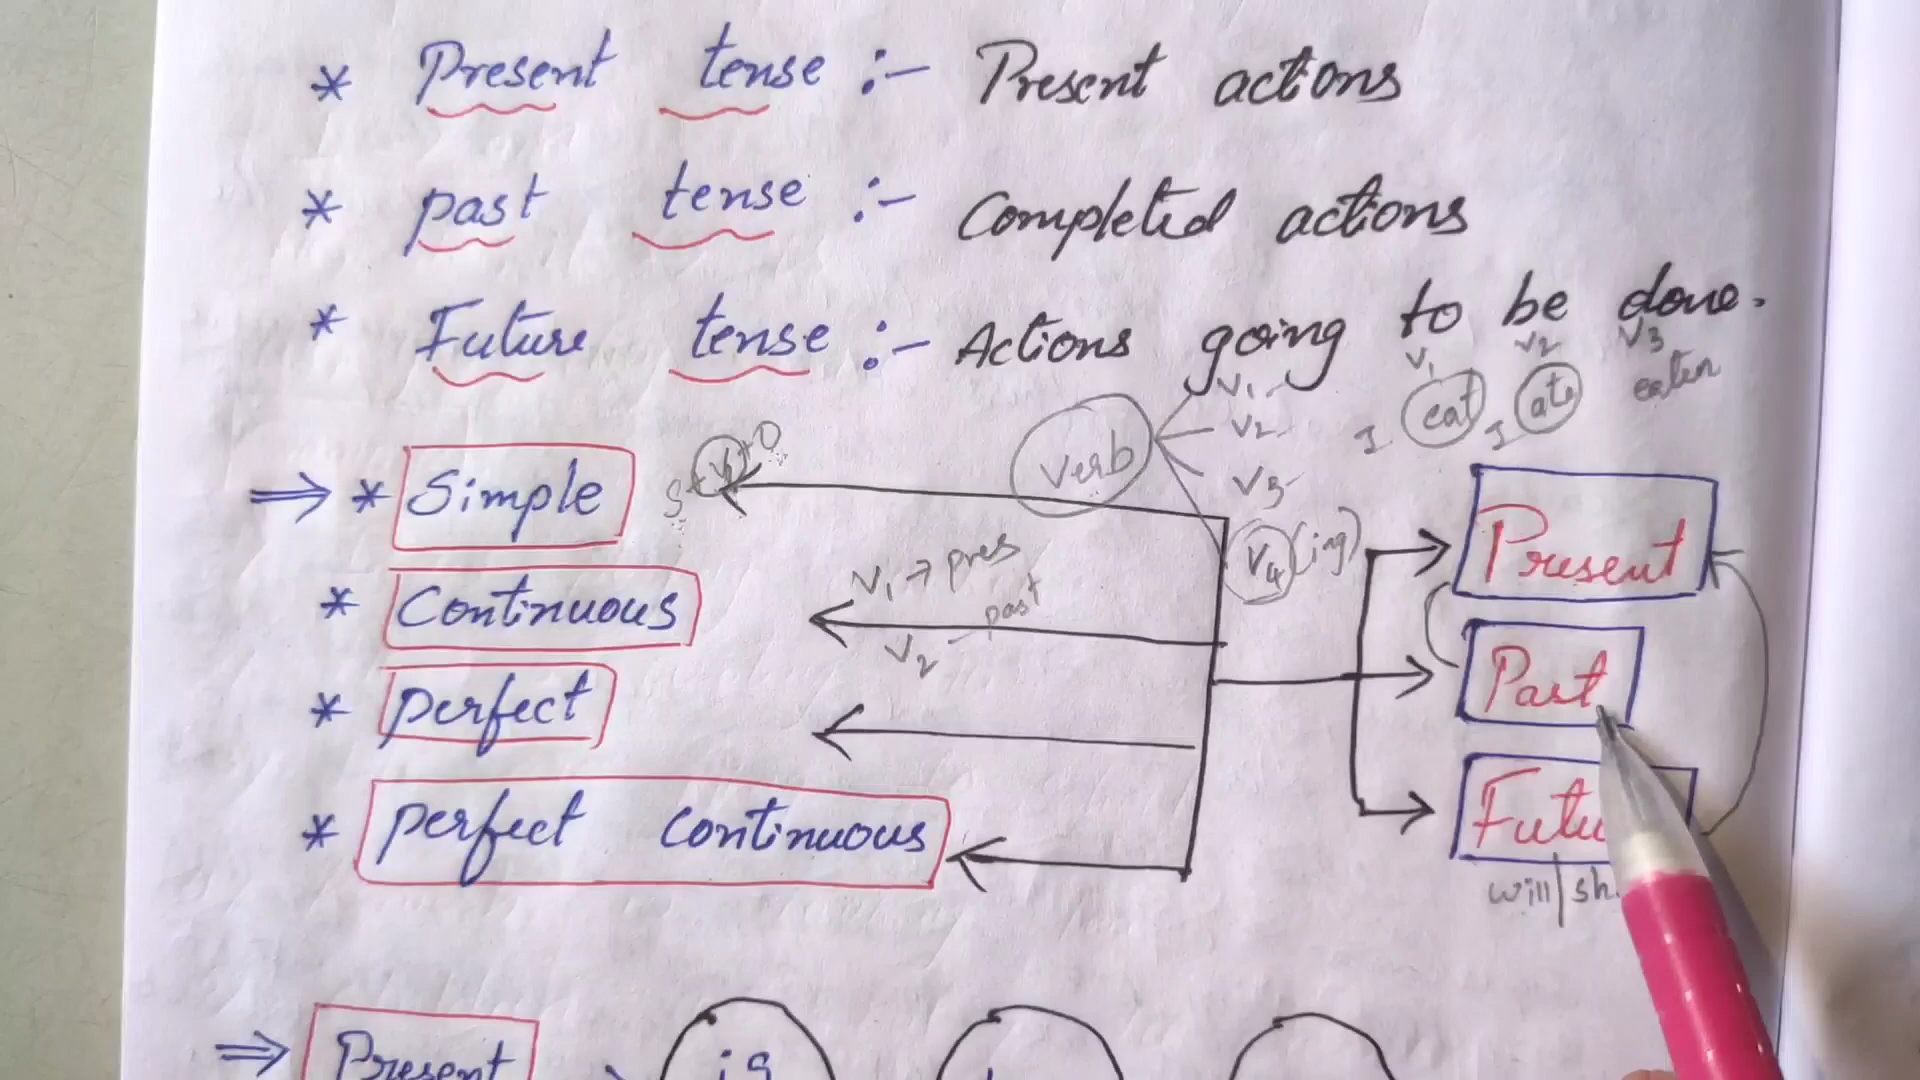 * Present tense :- Present actions
* past tense :- Completed actions
* Future tense :- Actions going to be done.
V1 V2 V3
I eat I ate eaten
Verb V1 V2 V3 V4 (ing)
⇒ * Simple S+V1+O
* Continuous
V1 → pres
V2 - past
* perfect
* perfect continuous
Present
Past
Futu
will/sh.
⇒ Present is